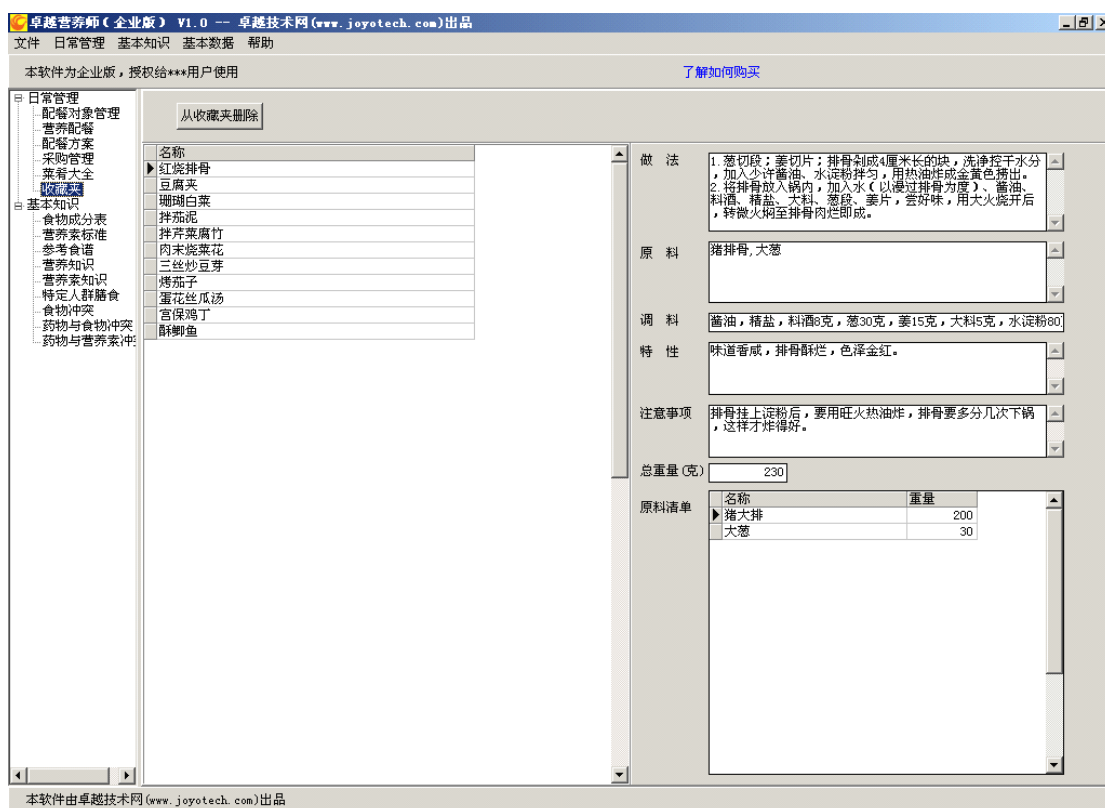 卓越营养师(企业版) V1.0 -- 卓越技术网(www.joyotech.com)出品
文件 日常管理 基本知识 基本数据 帮助
本软件为企业版，授权给***用户使用
了解如何购买
日常管理
配餐对象管理
营养配餐
配餐方案
采购管理
菜肴大全
收藏夹
基本知识
食物成分表
营养素标准
参考食谱
营养知识
营养素知识
特定人群膳食
食物冲突
药物与食物冲突
药物与营养素冲
从收藏夹删除
名称
红烧排骨
豆腐夹
珊瑚白菜
拌茄泥
拌芹菜腐竹
肉末烧菜花
三丝炒豆芽
烤茄子
蛋花丝瓜汤
宫保鸡丁
酥鲫鱼
做 法
1.葱切段；姜切片；排骨剁成4厘米长的块，洗净控干水分
，加入少许酱油、水淀粉拌匀，用热油炸成金黄色捞出。
2.将排骨放入锅内，加入水(以漫过排骨为度)、酱油、
料酒、精盐、大料、葱段、姜片，尝好味，用大火烧开后
，转微火焖至排骨肉烂即成。
原 料
猪排骨,大葱
调 料
酱油，精盐，料酒8克，葱30克，姜15克，大料5克，水淀粉80
特 性
味道香咸，排骨酥烂，色泽金红。
注意事项
排骨挂上淀粉后，要用旺火热油炸，排骨要多分几次下锅
，这样才炸得好。
总重量(克)
230
原料清单
名称 重量
猪大排 200
大葱 30
本软件由卓越技术网(www.joyotech.com)出品